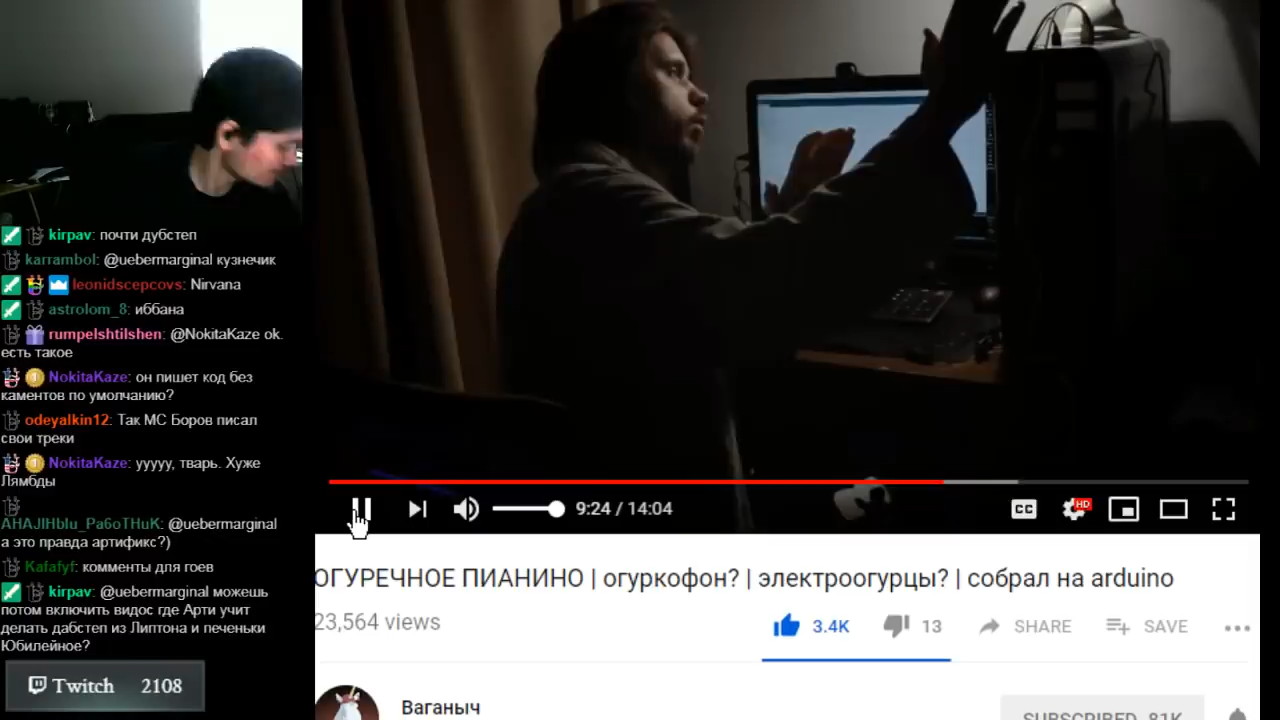 kirpav: почти дубстеп
karrambol: @uebermarginal кузнечик
leonidscepcovs: Nirvana
astrolom_8: иббана
rumpelshtilshen: @NokitaKaze ok.
есть такое
NokitaKaze: он пишет код без
каментов по умолчанию?
odeyalkin12: Так МС Боров писал
свои треки
NokitaKaze: ууууу, тварь. Хуже
Лямбды
AHAJIHblu_Pa6oTHuK: @uebermarginal
а это правда артификс?)
Kafafyf: комменты для гоев
kirpav: @uebermarginal можешь
потом включить видос где Арти учит
делать дабстеп из Липтона и печеньки
Юбилейное?
Twitch 2108
9:24 / 14:04
CC
HD
ОГУРЕЧНОЕ ПИАНИНО | огуркофон? | электроогурцы? | собрал на arduino
23,564 views
3.4K
13
SHARE
SAVE
Ваганыч
SUBSCRIBED 81K